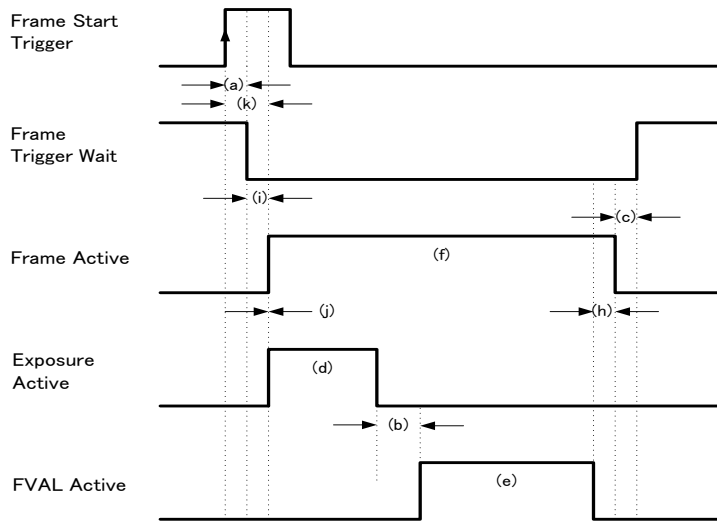 Frame Start
Trigger
(a)
(k)
Frame
Trigger Wait
(i)
(c)
Frame Active
(f)
(j)
(h)
Exposure
Active
(d)
(b)
FVAL Active
(e)